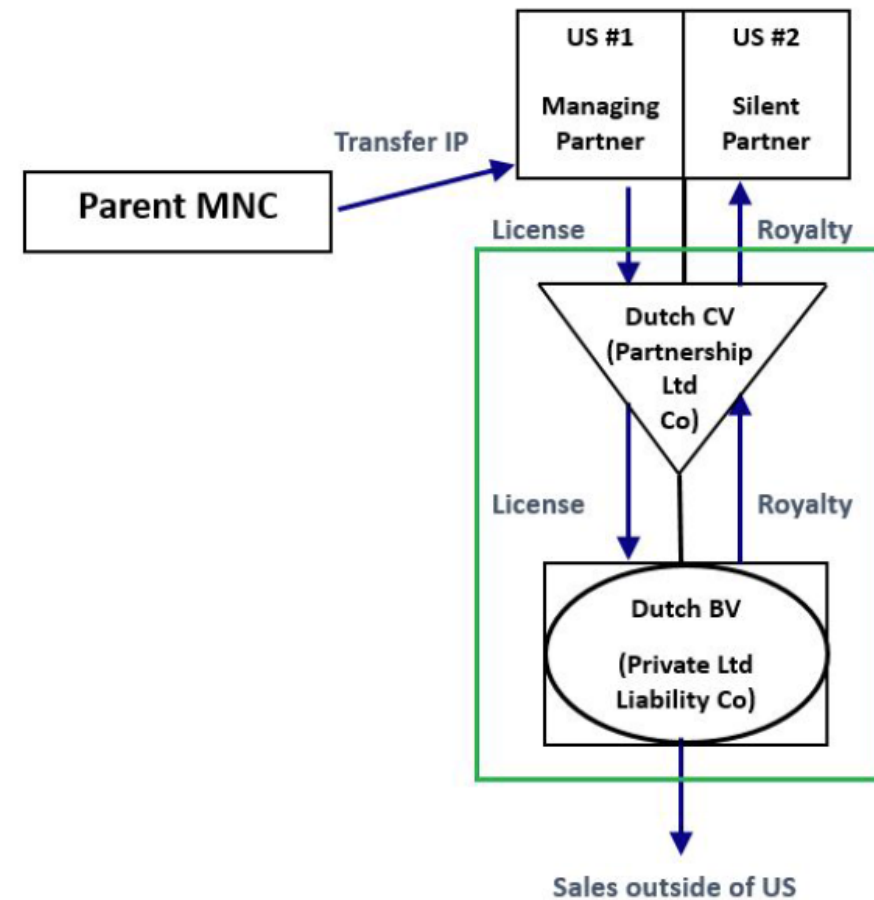 US #1
US #2
Managing
Partner
Silent
Partner
Transfer IP
Parent MNC
License
Royalty
Dutch CV
(Partnership
Ltd
Co)
License
Royalty
Dutch BV
(Private Ltd
Liability Co)
Sales outside of US